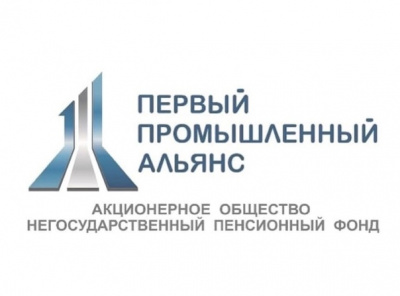 ПЕРВЫЙ
ПРОМЫШЛЕННЫЙ
АЛЬЯНС
АКЦИОНЕРНОЕ ОБЩЕСТВО
НЕГОСУДАРСТВЕННЫЙ ПЕНСИОННЫЙ ФОНД